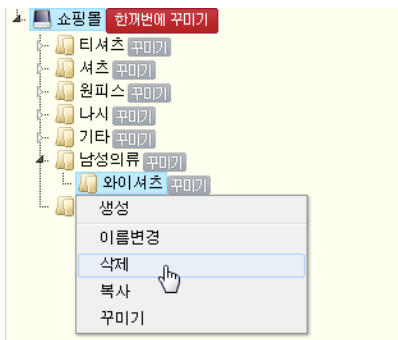 쇼핑몰 한꺼번에 꾸미기
티셔츠 꾸미기
셔츠 꾸미기
원피스 꾸미기
나시 꾸미기
기타 꾸미기
남성의류 꾸미기
와이셔츠 꾸미기
생성
이름변경
삭제
복사
꾸미기